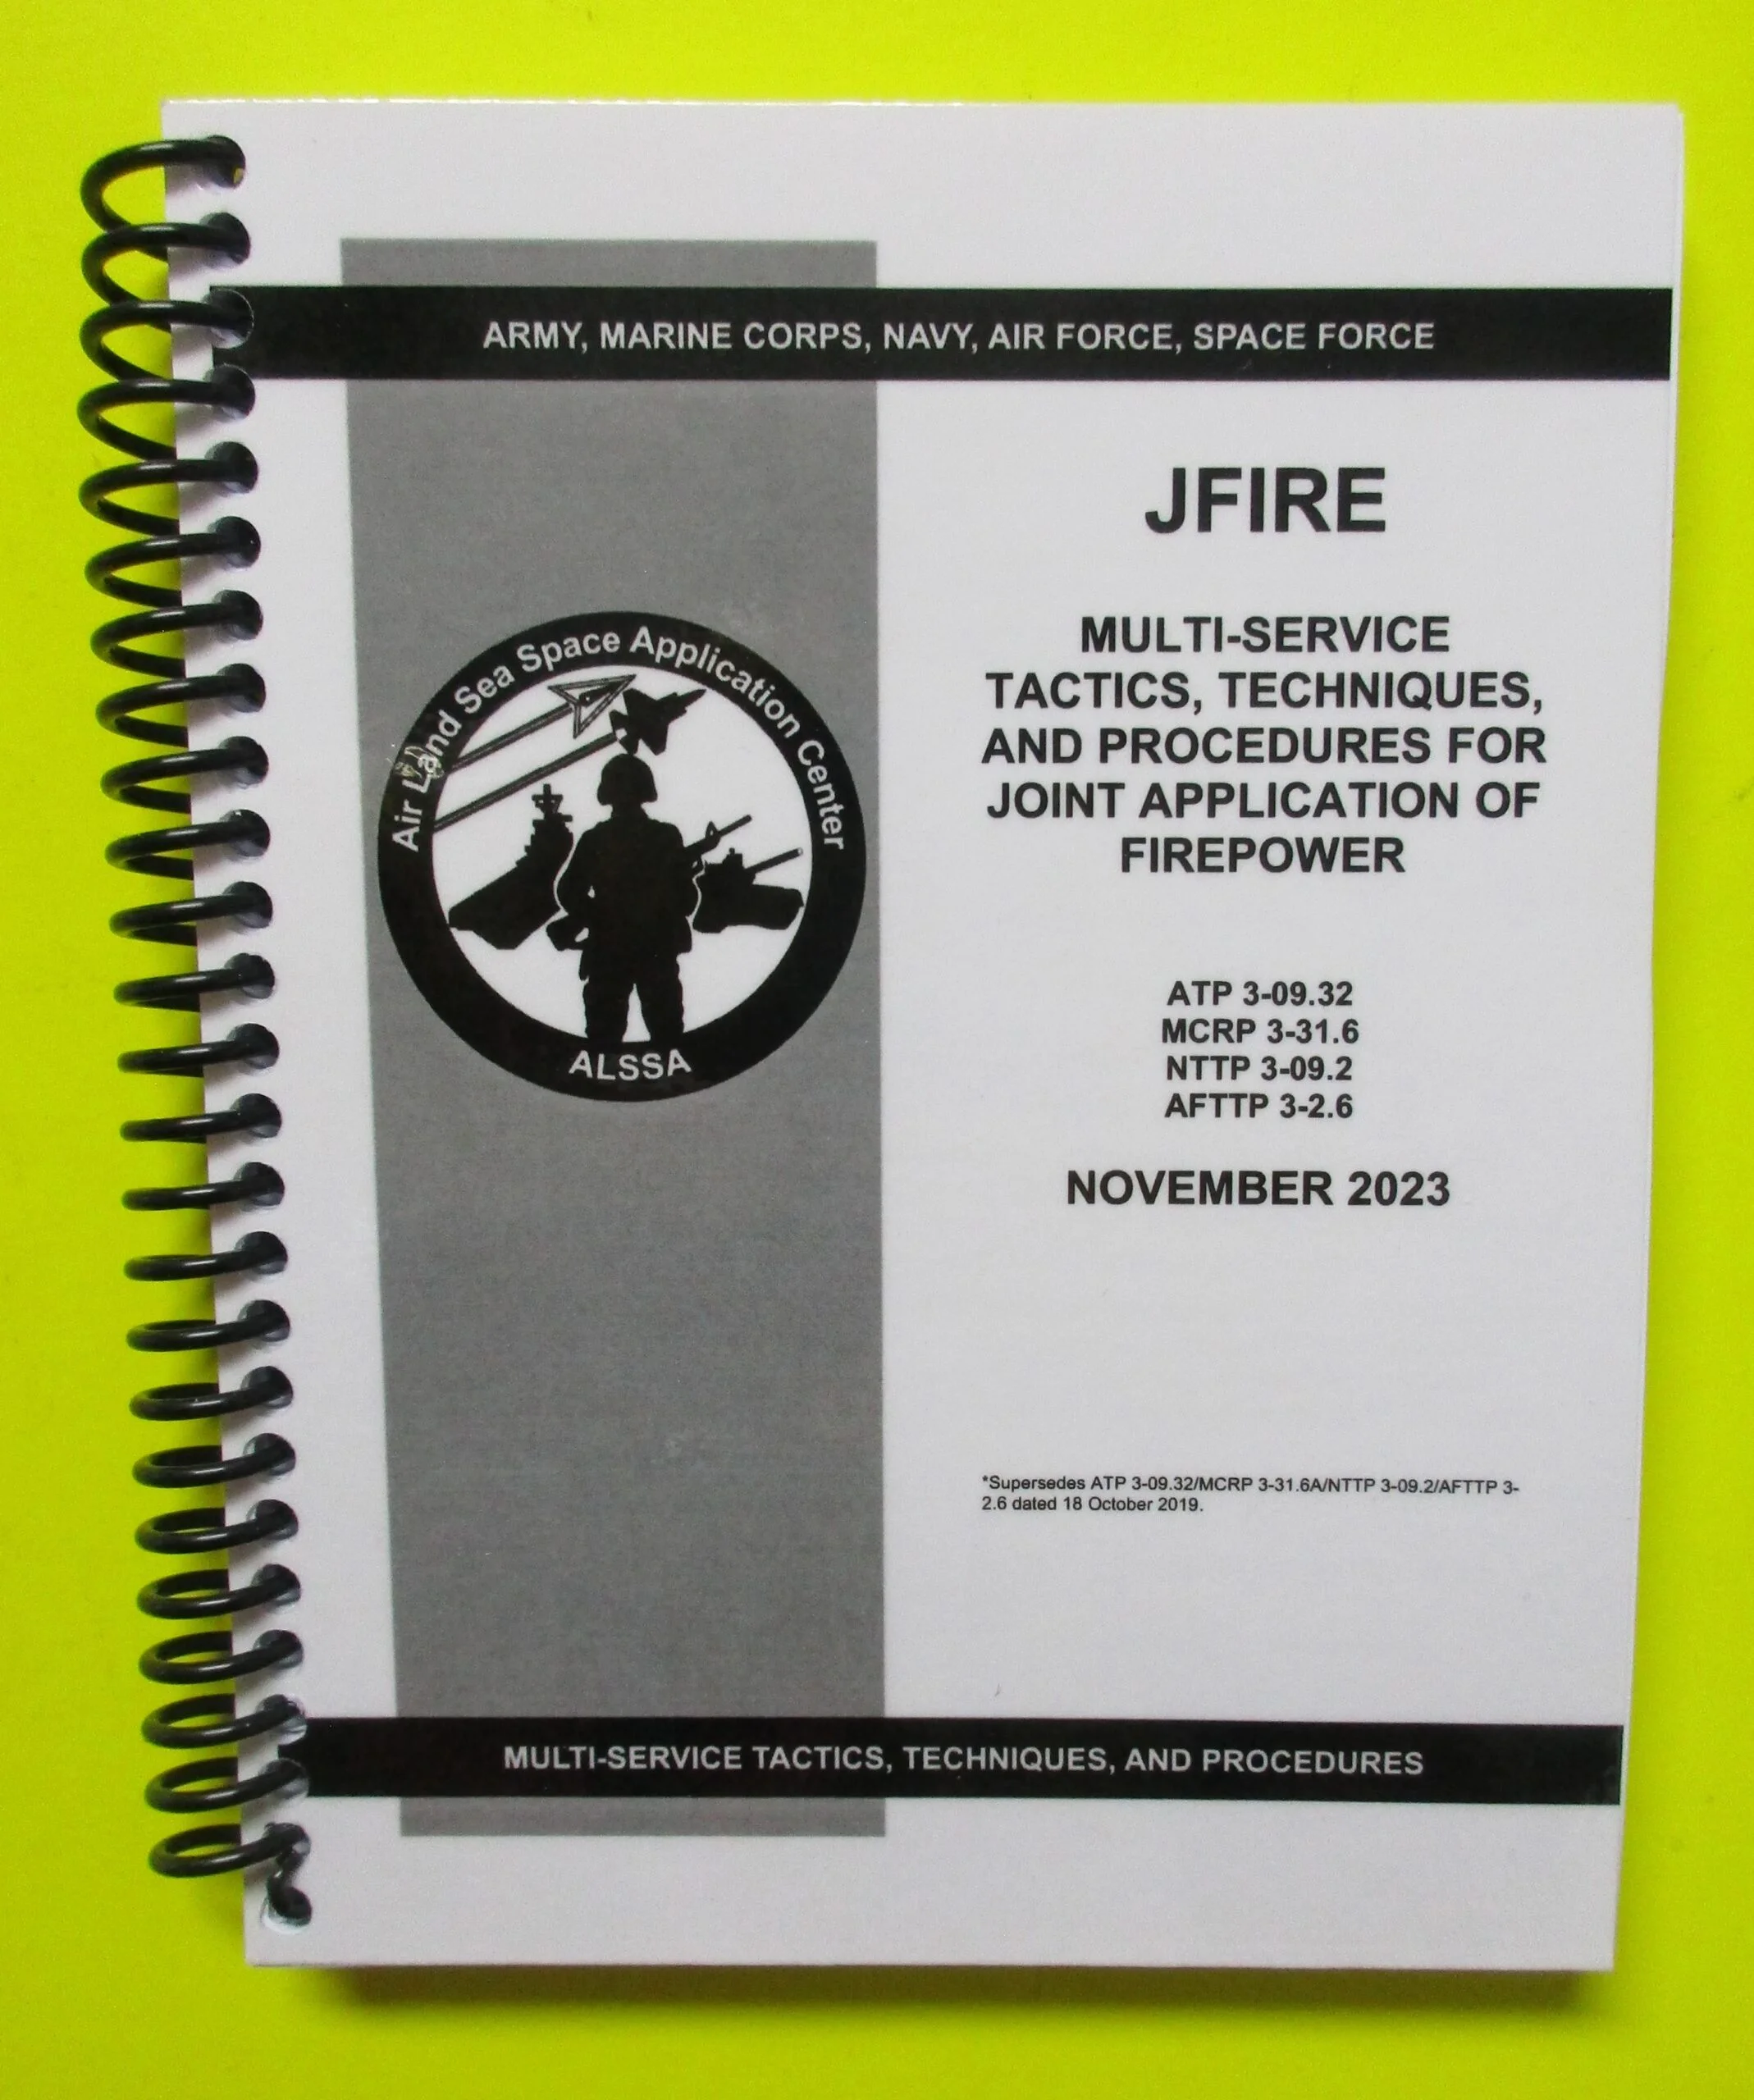 ARMY, MARINE CORPS, NAVY, AIR FORCE, SPACE FORCE
JFIRE
MULTI-SERVICE
TACTICS, TECHNIQUES,
AND PROCEDURES FOR
JOINT APPLICATION OF
FIREPOWER
Air Land Sea Space Application Center
ALSSA
ATP 3-09.32
MCRP 3-31.6
NTTP 3-09.2
AFTTP 3-2.6
NOVEMBER 2023
*Supersedes ATP 3-09.32/MCRP 3-31.6A/NTTP 3-09.2/AFTTP 3-
2.6 dated 18 October 2019.
MULTI-SERVICE TACTICS, TECHNIQUES, AND PROCEDURES